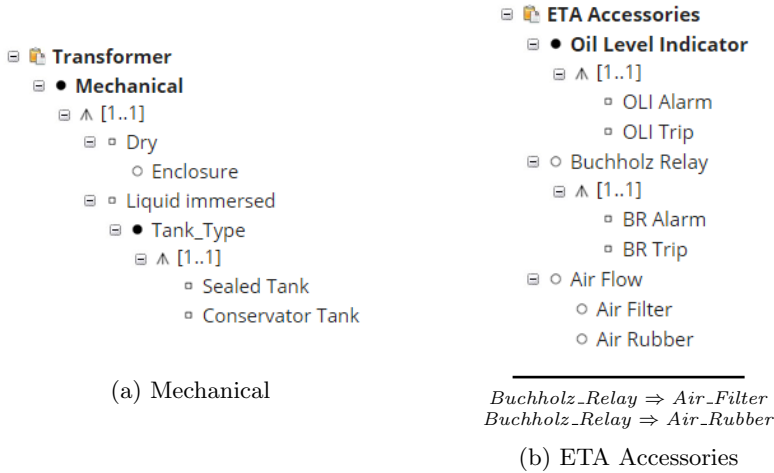 Transformer
Mechanical
[1..1]
Dry
Enclosure
Liquid immersed
Tank_Type
[1..1]
Sealed Tank
Conservator Tank
(a) Mechanical
ETA Accessories
Oil Level Indicator
[1..1]
OLI Alarm
OLI Trip
Buchholz Relay
[1..1]
BR Alarm
BR Trip
Air Flow
Air Filter
Air Rubber
Buchholz_Relay ⇒ Air_Filter
Buchholz_Relay ⇒ Air_Rubber
(b) ETA Accessories